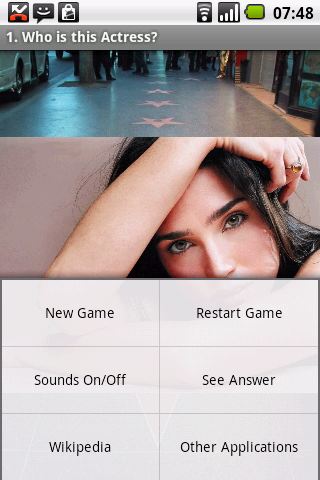 07:48
1. Who is this Actress?
New Game
Restart Game
Sounds On/Off
See Answer
Wikipedia
Other Applications